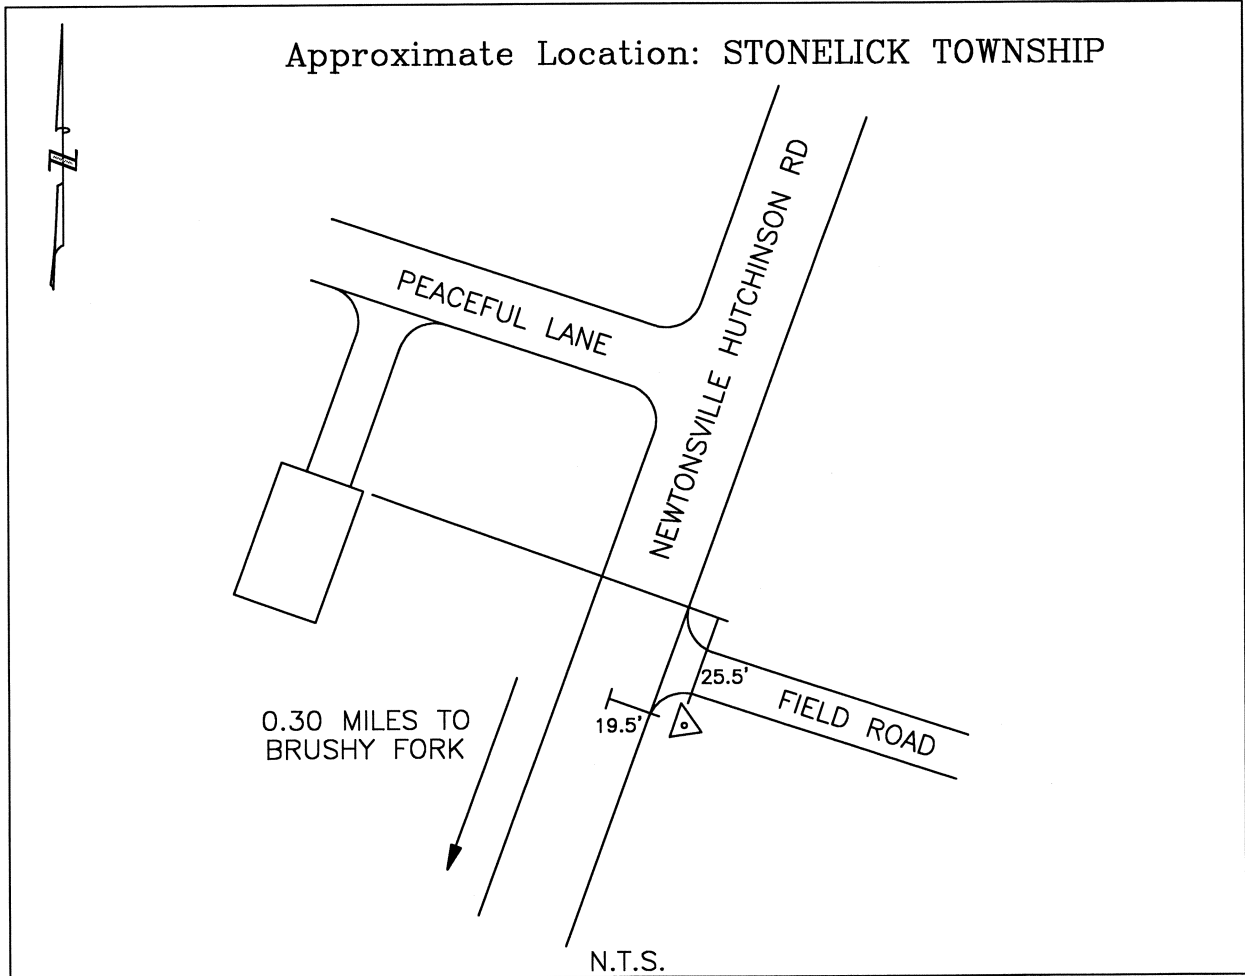 Approximate Location: STONELICK TOWNSHIP
N
PEACEFUL LANE
NEWTONSVILLE HUTCHINSON RD
25.5'
19.5'
FIELD ROAD
0.30 MILES TO
BRUSHY FORK
N.T.S.